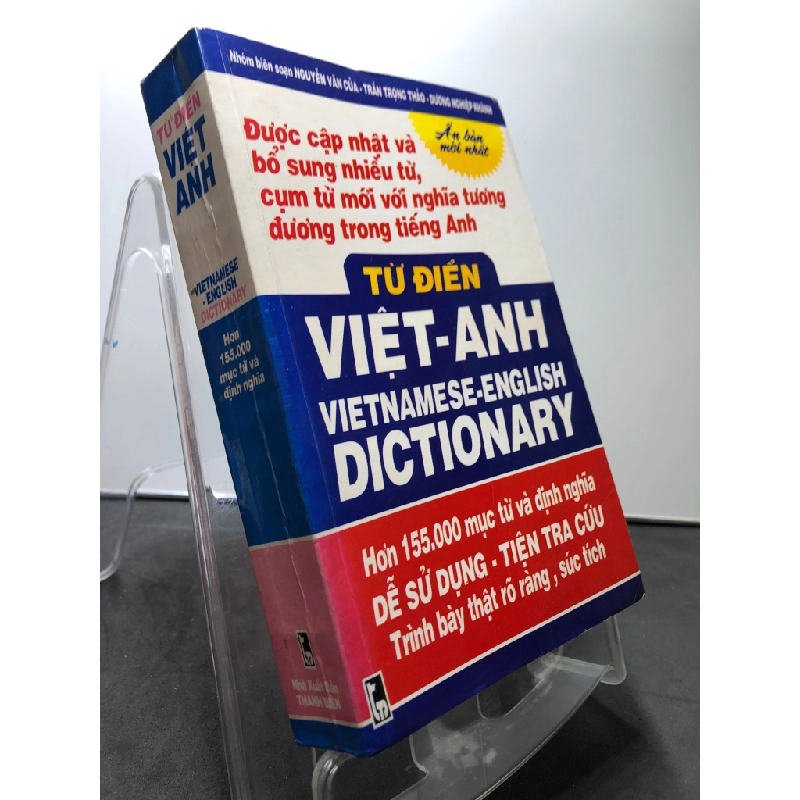 Nhóm biên soạn NGUYỄN VĂN CỦA - TRẦN TRỌNG THẢO - DƯƠNG NGHIỆP NHÀNH
Ấn bản
mới nhất
Được cập nhật và
bổ sung nhiều từ,
cụm từ mới với nghĩa tương
đương trong tiếng Anh
TỪ ĐIỂN
VIỆT-ANH
VIETNAMESE-ENGLISH
DICTIONARY
Hơn 155.000 mục từ và định nghĩa
DỄ SỬ DỤNG - TIỆN TRA CỨU
Trình bày thật rõ ràng, súc tích
TỪ ĐIỂN
VIỆT
ANH
VIETNAMESE
- ENGLISH
DICTIONARY
Hơn
155.000
mục từ và
định nghĩa
Nhà Xuất Bản
THANH NIÊN